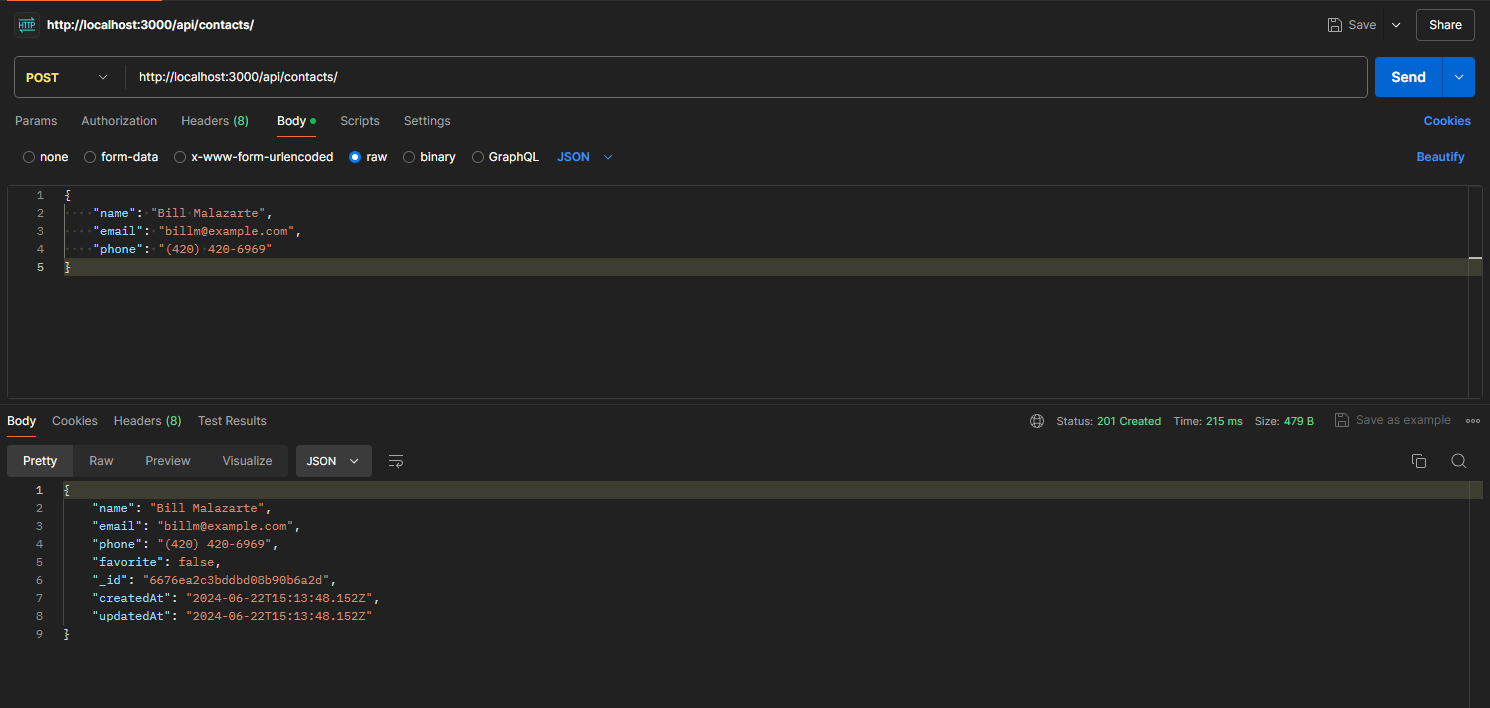 HTTP http://localhost:3000/api/contacts/ Save Share
POST http://localhost:3000/api/contacts/ Send
Params Authorization Headers (8) Body Scripts Settings Cookies
none form-data x-www-form-urlencoded raw binary GraphQL JSON Beautify
1 {
2 "name": "Bill Malazarte",
3 "email": "billm@example.com",
4 "phone": "(420) 420-6969"
5 }
Body Cookies Headers (8) Test Results Status: 201 Created Time: 215 ms Size: 479 B Save as example
Pretty Raw Preview Visualize JSON
1 {
2 "name": "Bill Malazarte",
3 "email": "billm@example.com",
4 "phone": "(420) 420-6969",
5 "favorite": false,
6 "_id": "6676ea2c3bddbd08b90b6a2d",
7 "createdAt": "2024-06-22T15:13:48.152Z",
8 "updatedAt": "2024-06-22T15:13:48.152Z"
9 }